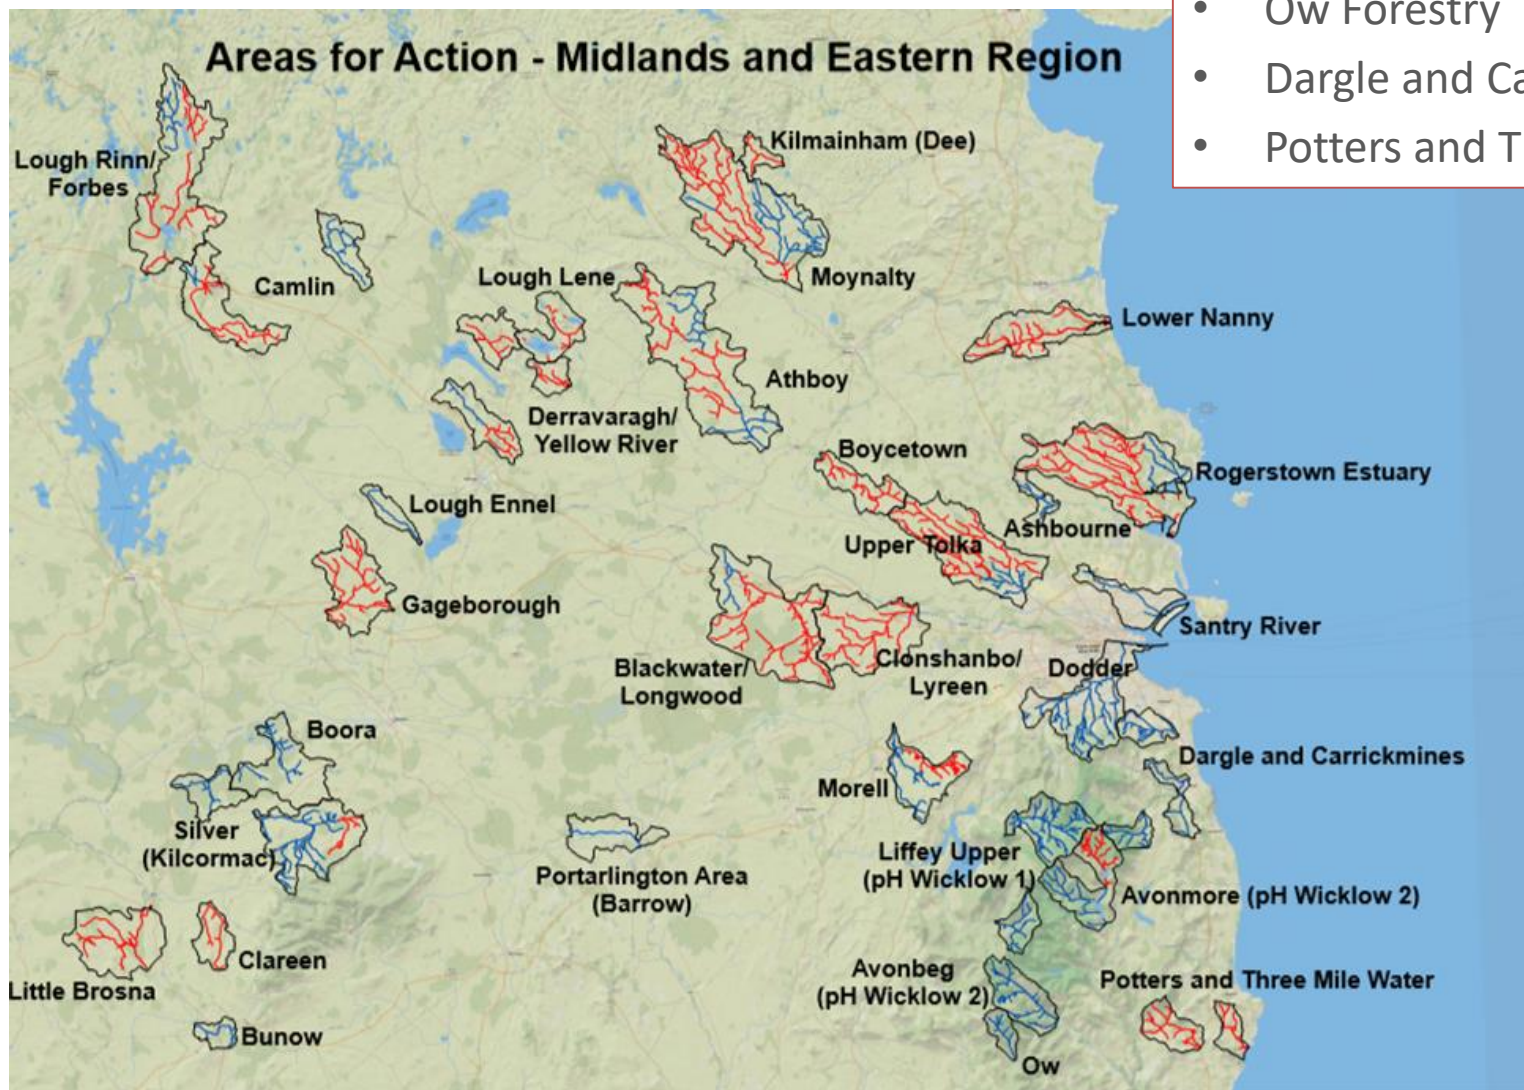 Areas for Action - Midlands and Eastern Region
• Ow Forestry
• Dargle and Ca
• Potters and T
Kilmainham (Dee)
Lough Rinn/
Forbes
Camlin
Lough Lene
Moynalty
Lower Nanny
Athboy
Derravaragh/
Yellow River
Boycetown
Rogerstown Estuary
Lough Ennel
Ashbourne
Upper Tolka
Gageborough
Santry River
Blackwater/
Longwood
Clonshanbo/
Lyreen
Dodder
Boora
Dargle and Carrickmines
Morell
Silver
(Kilcormac)
Portarlington Area
(Barrow)
Liffey Upper
(pH Wicklow 1)
Avonmore (pH Wicklow 2)
Clareen
Little Brosna
Avonbeg
(pH Wicklow 2)
Potters and Three Mile Water
Bunow
Ow